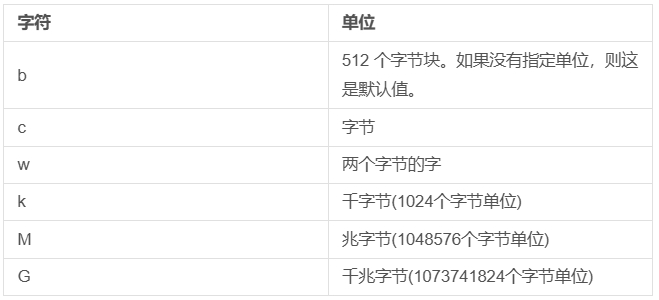 字符 单位
b 512 个字节块。如果没有指定单位，则这
是默认值。
c 字节
w 两个字节的字
k 千字节(1024个字节单位)
M 兆字节(1048576个字节单位)
G 千兆字节(1073741824个字节单位)